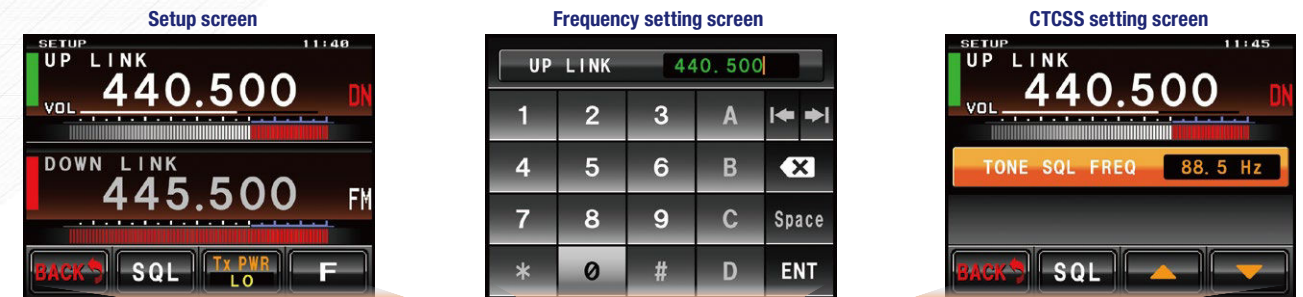 Setup screen
SETUP 11:40
UP LINK
440.500 DN
VOL
DOWN LINK
445.500 FM
BACK SQL Tx PWR LO F
Frequency setting screen
UP LINK 440.500
1 2 3 A
4 5 6 B
7 8 9 C Space
* 0 # D ENT
CTCSS setting screen
SETUP 11:45
UP LINK
440.500 DN
VOL
TONE SQL FREQ 88.5 Hz
BACK SQL